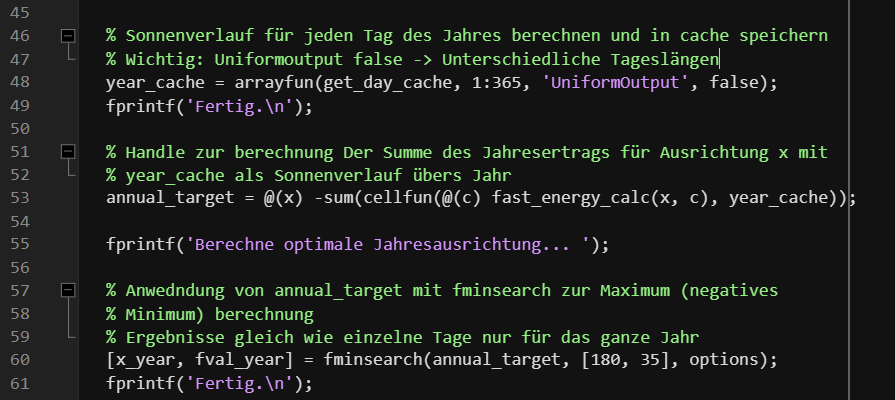 45
46 % Sonnenverlauf für jeden Tag des Jahres berechnen und in cache speichern
47 % Wichtig: Uniformoutput false -> Unterschiedliche Tageslängen
48 year_cache = arrayfun(get_day_cache, 1:365, 'UniformOutput', false);
49 fprintf('Fertig.\n');
50
51 % Handle zur berechnung Der Summe des Jahresertrags für Ausrichtung x mit
52 % year_cache als Sonnenverlauf übers Jahr
53 annual_target = @(x) -sum(cellfun(@(c) fast_energy_calc(x, c), year_cache));
54
55 fprintf('Berechne optimale Jahresausrichtung... ');
56
57 % Anwedndung von annual_target mit fminsearch zur Maximum (negatives
58 % Minimum) berechnung
59 % Ergebnisse gleich wie einzelne Tage nur für das ganze Jahr
60 [x_year, fval_year] = fminsearch(annual_target, [180, 35], options);
61 fprintf('Fertig.\n');